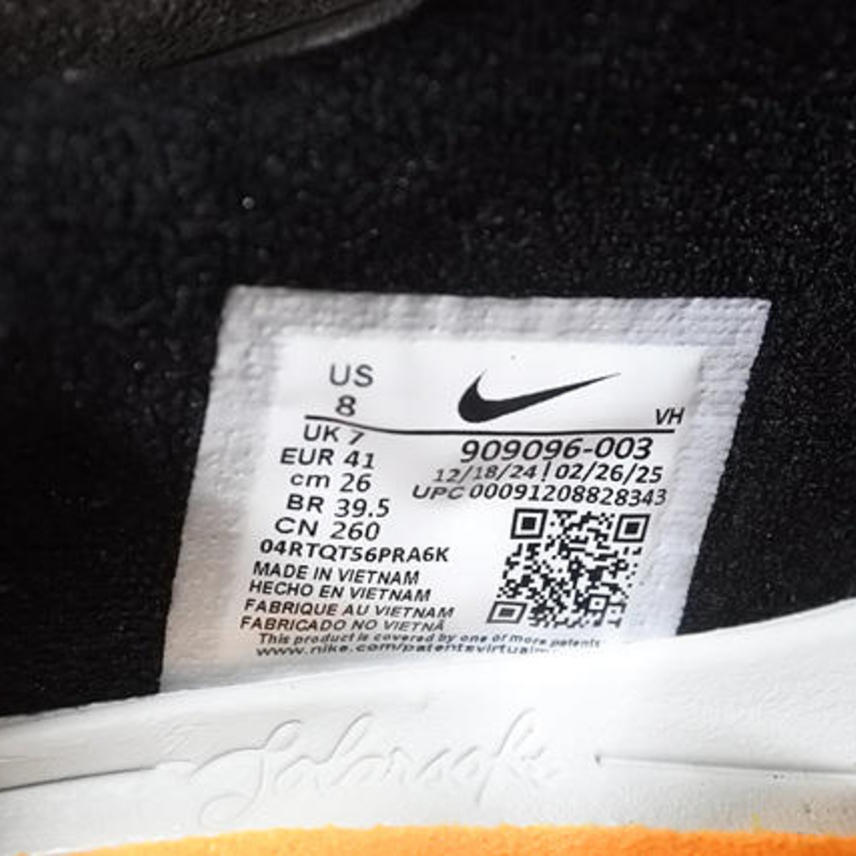 US
8
VH
UK 7
EUR 41
cm 26
BR 39.5
CN 260
909096-003
12/18/24 | 02/26/25
UPC 00091208828343
04RTQT56PRA6K
MADE IN VIETNAM
HECHO EN VIETNAM
FABRIQUE AU VIETNAM
FABRICADO NO VIETNÃ
This product is covered by one of more patents